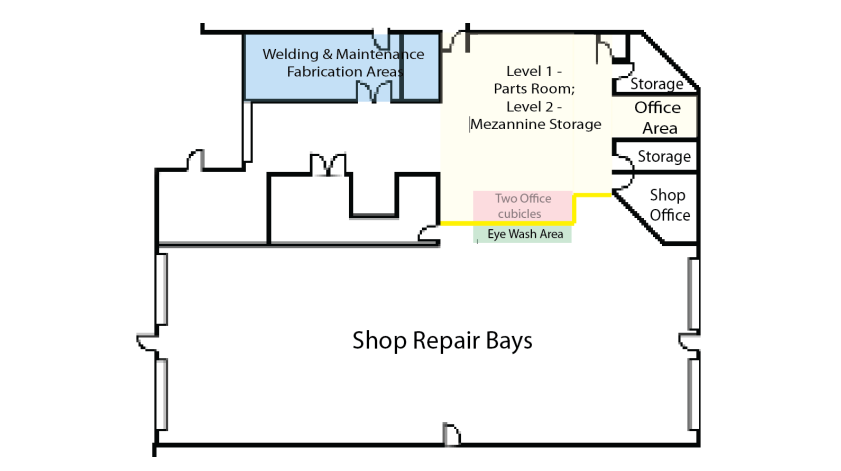 Welding & Maintenance
Fabrication Areas
Level 1 -
Parts Room;
Level 2 -
Mezannine Storage
Storage
Office
Area
Storage
Shop
Office
Two Office
cubicles
Eye Wash Area
Shop Repair Bays